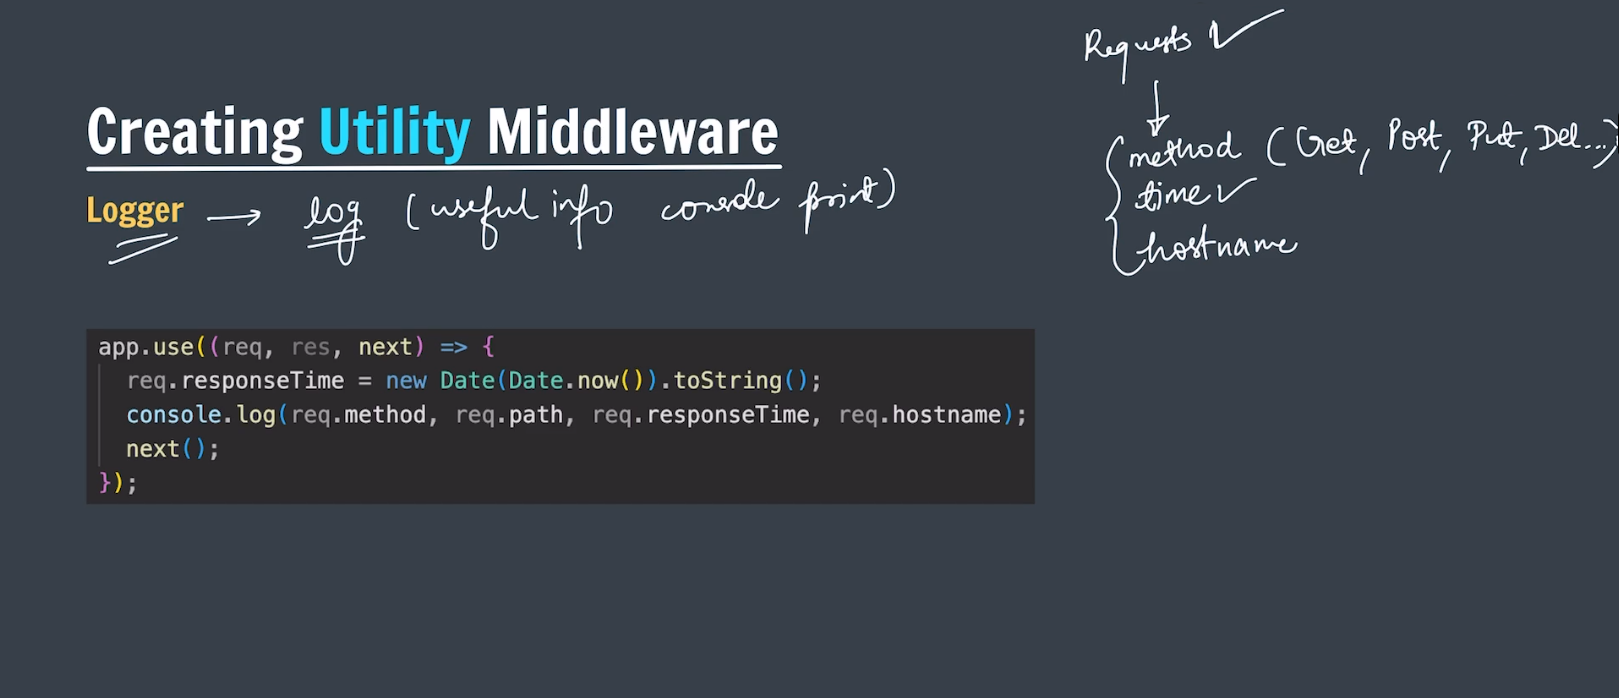 Creating Utility Middleware
Logger → log (useful info console print)
Requests ✓
↓
method (Get, Post, Put, Del...)
time ✓
hostname
app.use((req, res, next) => {
  req.responseTime = new Date(Date.now()).toString();
  console.log(req.method, req.path, req.responseTime, req.hostname);
  next();
});